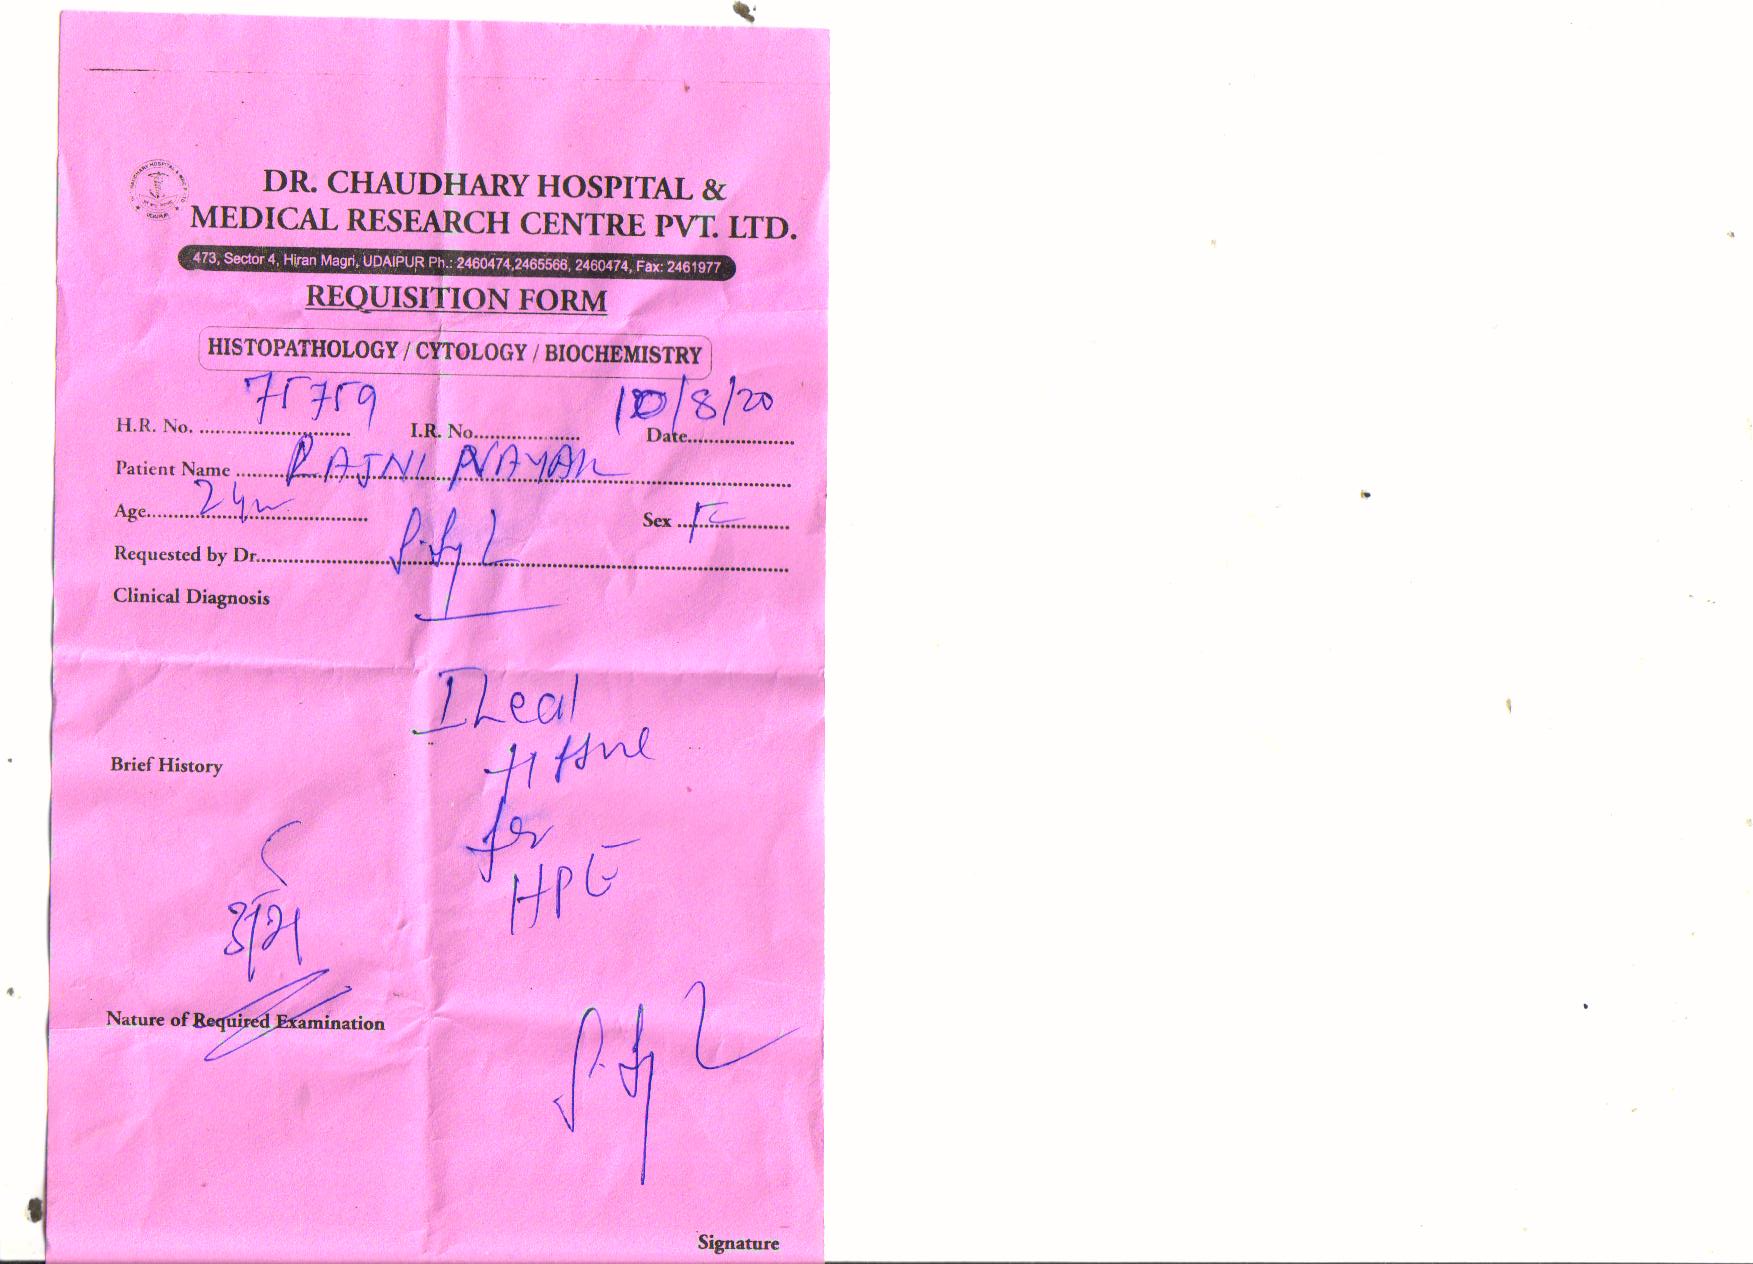 DR. CHAUDHARY HOSPITAL &
MEDICAL RESEARCH CENTRE PVT. LTD.
473, Sector 4, Hiran Magri, UDAIPUR Ph.: 2460474,2465566, 2460474, Fax: 2461977
REQUISITION FORM
HISTOPATHOLOGY / CYTOLOGY / BIOCHEMISTRY
H.R. No. 75759 I.R. No. Date 10/8/20
Patient Name RAJNI NAYAK
Age 24 Sex F
Requested by Dr.
Clinical Diagnosis
Ileal
tissue
Brief History
for
HPE
Nature of Required Examination
Signature